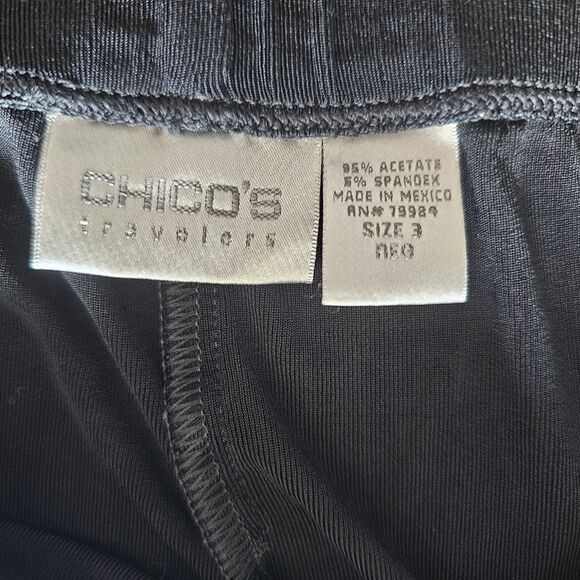 CHICO'S
travelers
95% ACETATE
5% SPANDEX
MADE IN MEXICO
RN# 79984
SIZE 3
REG